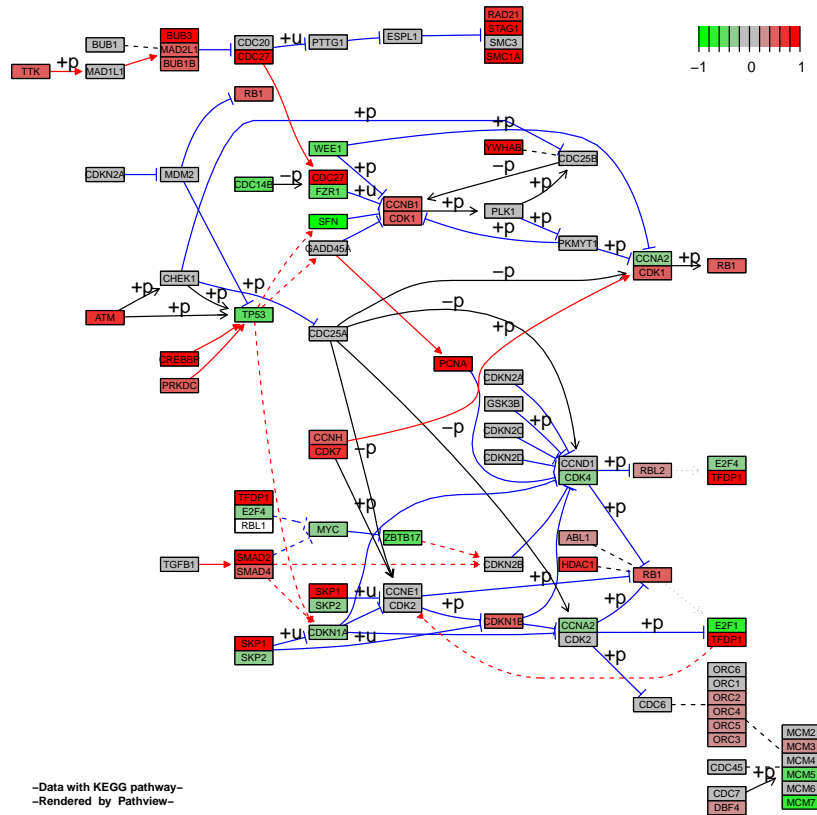 RAD21
BUB3
STAG1
BUB1
MAD2L1
CDC20
+u
PTTG1
ESPL1
SMC3
BUB1B
CDC27
SMC1A
TTK
+p
MAD1L1
−1
0
1
RB1
+p
+p
WEE1
YWHAB
CDC25B
CDKN2A
MDM2
−p
+p
−p
CDC14B
CDC27
FZR1
+u
+p
CCNB1
CDK1
+p
PLK1
+p
SFN
GADD45A
+p
PKMYT1
+p
CCNA2
CDK1
+p
RB1
CHEK1
−p
+p
+p
ATM
+p
+p
TP53
−p
+p
CDC25A
CREBBP
PCNA
PRKDC
CDKN2A
GSK3B
+p
CCNH
CDK7
−p
−p
CDKN2C
CDKN2D
CCND1
CDK4
+p
RBL2
E2F4
TFDP1
TFDP1
E2F4
RBL1
+p
+p
MYC
ZBTB17
ABL1
TGFB1
SMAD2
SMAD4
CDKN2B
HDAC1
RB1
+p
SKP1
SKP2
+u
CCNE1
CDK2
+p
+p
CDKN1A
CDKN1B
CCNA2
CDK2
+p
E2F1
TFDP1
SKP1
SKP2
+u
+u
+p
ORC6
ORC1
ORC2
ORC4
ORC5
ORC3
CDC6
MCM2
MCM3
MCM4
MCM5
MCM6
MCM7
CDC45
+p
CDC7
DBF4
−Data with KEGG pathway−
−Rendered by Pathview−